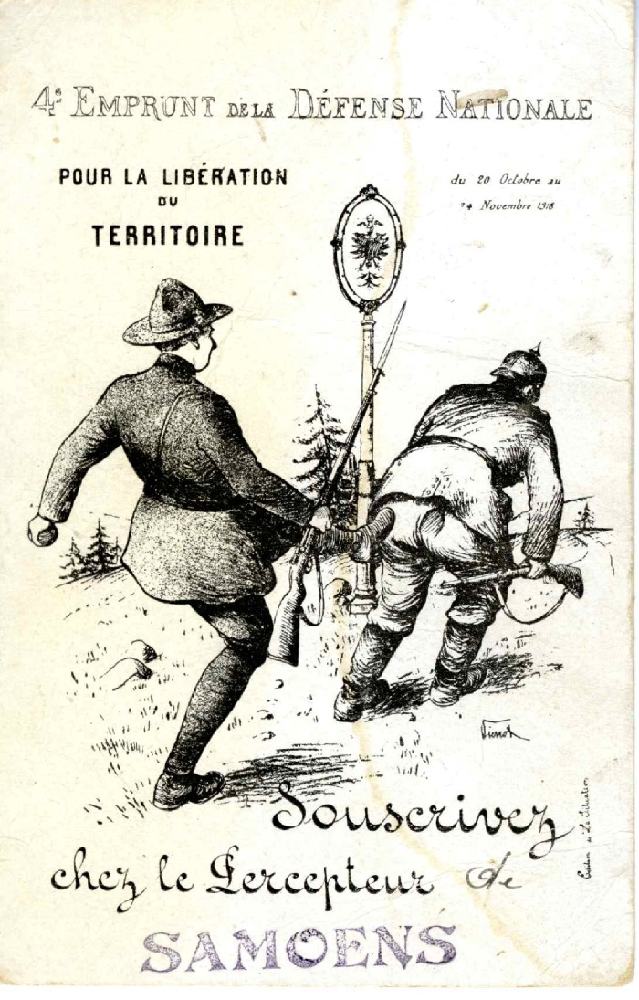 4e EMPRUNT DE LA DÉFENSE NATIONALE
POUR LA LIBÉRATION
DU
TERRITOIRE
du 20 Octobre au
24 Novembre 1918
Souscrivez
chez le Percepteur de
SAMOENS